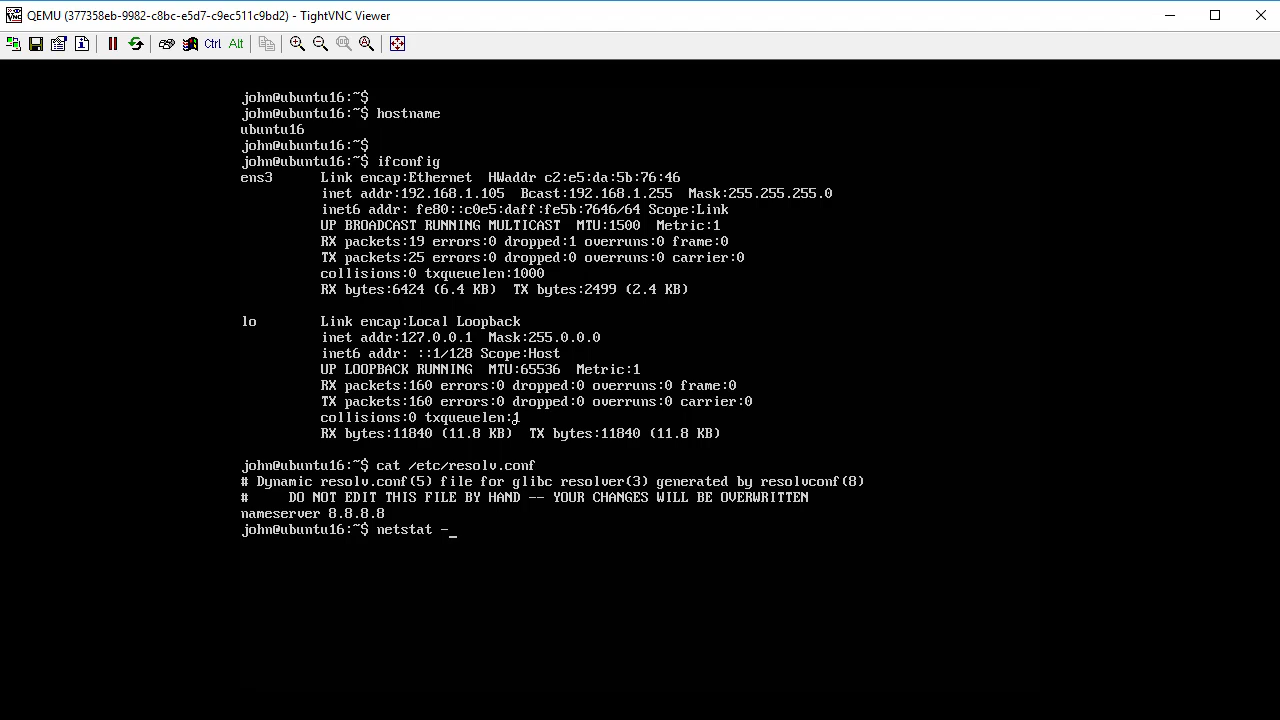 QEMU (377358eb-9982-c8bc-e5d7-c9ec511c9bd2) - TightVNC Viewer
Ctrl Alt
john@ubuntu16:~$
john@ubuntu16:~$ hostname
ubuntu16
john@ubuntu16:~$
john@ubuntu16:~$ ifconfig
ens3 Link encap:Ethernet HWaddr c2:e5:da:5b:76:46
inet addr:192.168.1.105 Bcast:192.168.1.255 Mask:255.255.255.0
inet6 addr: fe80::c0e5:daff:fe5b:7646/64 Scope:Link
UP BROADCAST RUNNING MULTICAST MTU:1500 Metric:1
RX packets:19 errors:0 dropped:1 overruns:0 frame:0
TX packets:25 errors:0 dropped:0 overruns:0 carrier:0
collisions:0 txqueuelen:1000
RX bytes:6424 (6.4 KB) TX bytes:2499 (2.4 KB)
lo Link encap:Local Loopback
inet addr:127.0.0.1 Mask:255.0.0.0
inet6 addr: ::1/128 Scope:Host
UP LOOPBACK RUNNING MTU:65536 Metric:1
RX packets:160 errors:0 dropped:0 overruns:0 frame:0
TX packets:160 errors:0 dropped:0 overruns:0 carrier:0
collisions:0 txqueuelen:1
RX bytes:11840 (11.8 KB) TX bytes:11840 (11.8 KB)
john@ubuntu16:~$ cat /etc/resolv.conf
# Dynamic resolv.conf(5) file for glibc resolver(3) generated by resolvconf(8)
# DO NOT EDIT THIS FILE BY HAND -- YOUR CHANGES WILL BE OVERWRITTEN
nameserver 8.8.8.8
john@ubuntu16:~$ netstat -_